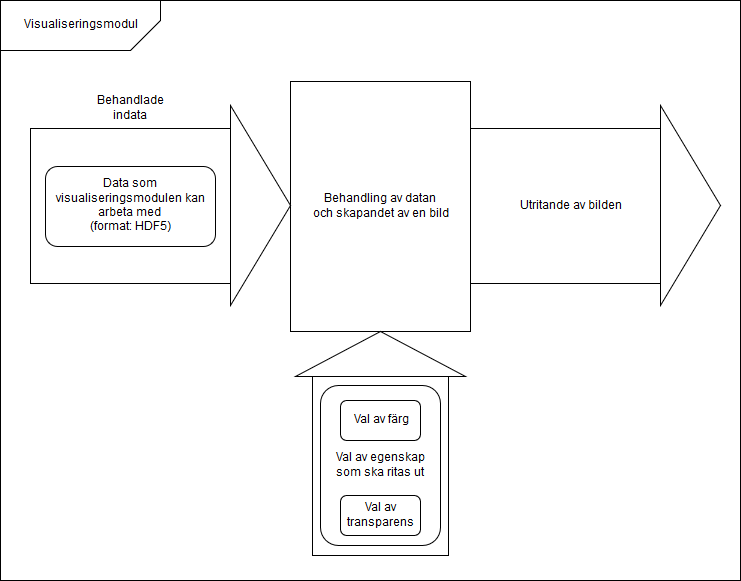 Visualiseringsmodul
Behandlade
indata
Data som
visualiseringsmodulen kan
arbeta med
(format: HDF5)
Behandling av datan
och skapandet av en bild
Utritande av bilden
Val av färg
Val av egenskap
som ska ritas ut
Val av
transparens